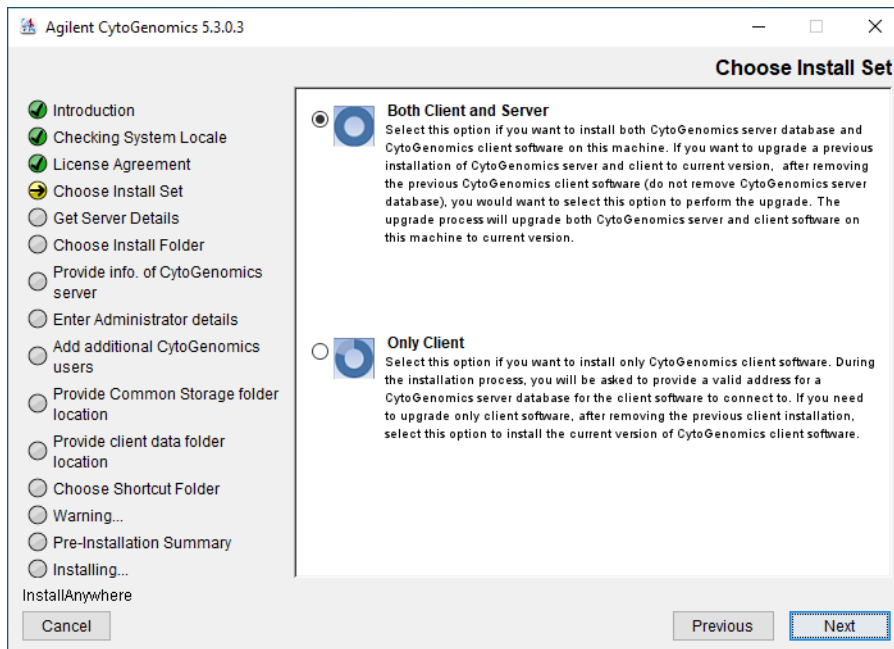 Agilent CytoGenomics 5.3.0.3
Choose Install Set
Introduction
Checking System Locale
License Agreement
Choose Install Set
Get Server Details
Choose Install Folder
Provide info. of CytoGenomics
server
Enter Administrator details
Add additional CytoGenomics
users
Provide Common Storage folder
location
Provide client data folder
location
Choose Shortcut Folder
Warning...
Pre-Installation Summary
Installing...
Both Client and Server
Select this option if you want to install both CytoGenomics server database and
CytoGenomics client software on this machine. If you want to upgrade a previous
installation of CytoGenomics server and client to current version, after removing
the previous CytoGenomics client software (do not remove CytoGenomics server
database), you would want to select this option to perform the upgrade. The
upgrade process will upgrade both CytoGenomics server and client software on
this machine to current version.
Only Client
Select this option if you want to install only CytoGenomics client software. During
the installation process, you will be asked to provide a valid address for a
CytoGenomics server database for the client software to connect to. If you need
to upgrade only client software, after removing the previous client installation,
select this option to install the current version of CytoGenomics client software.
InstallAnywhere
Cancel
Previous
Next